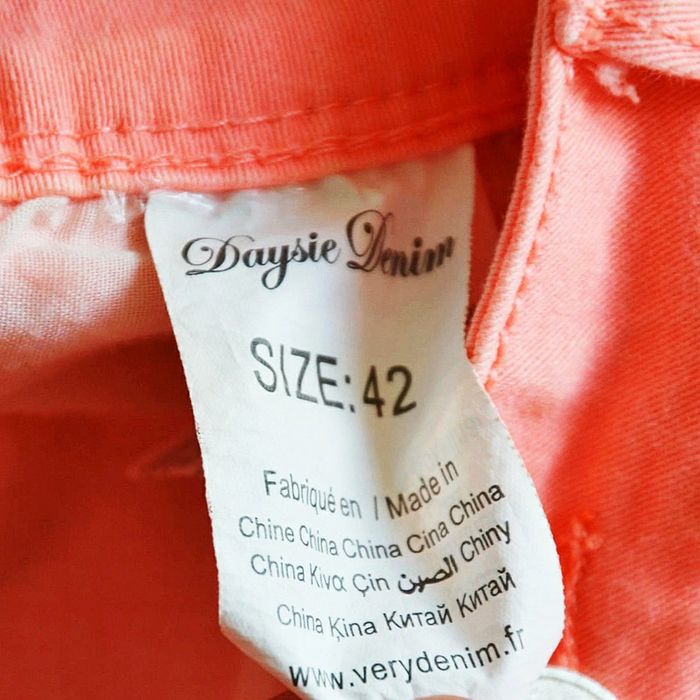 Daysie Denim
SIZE: 42
Fabriqué en / Made in
Chine China China Cina China
China Κινα Çin الصين Chiny
China Ķina Китай Китай
www.verydenim.fr